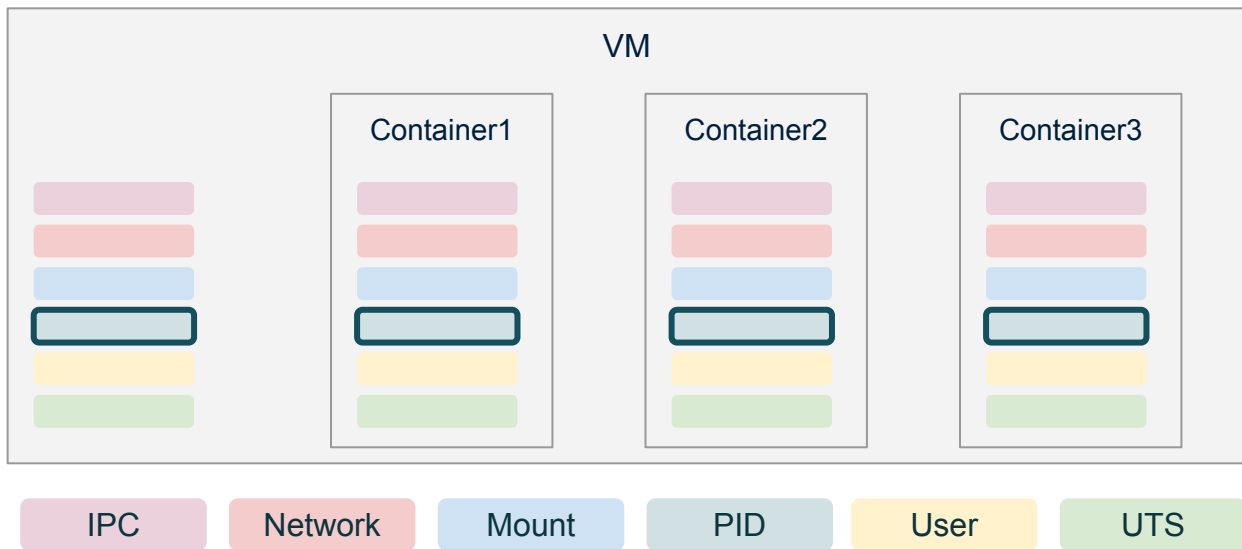 VM
Container1
Container2
Container3
IPC
Network
Mount
PID
User
UTS